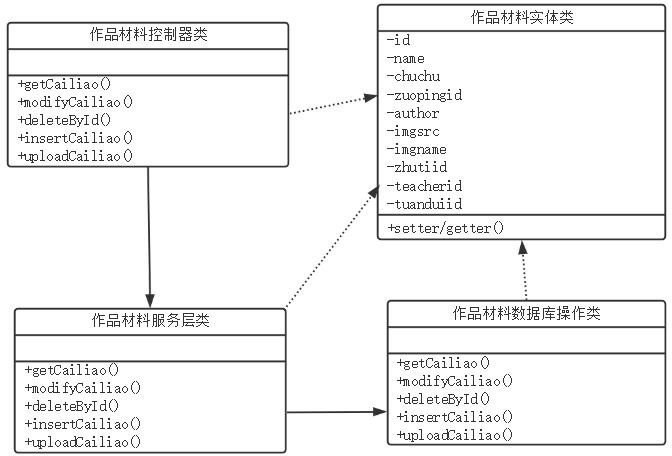 作品材料控制器类
+getCailiao()
+modifyCailiao()
+deleteById()
+insertCailiao()
+uploadCailiao()
作品材料实体类
-id
-name
-chuchu
-zuopingid
-author
-imgsrc
-imgname
-zhutiid
-teacherid
-tuanduiid
+setter/getter()
作品材料服务层类
+getCailiao()
+modifyCailiao()
+deleteById()
+insertCailiao()
+uploadCailiao()
作品材料数据库操作类
+getCailiao()
+modifyCailiao()
+deleteById()
+insertCailiao()
+uploadCailiao()